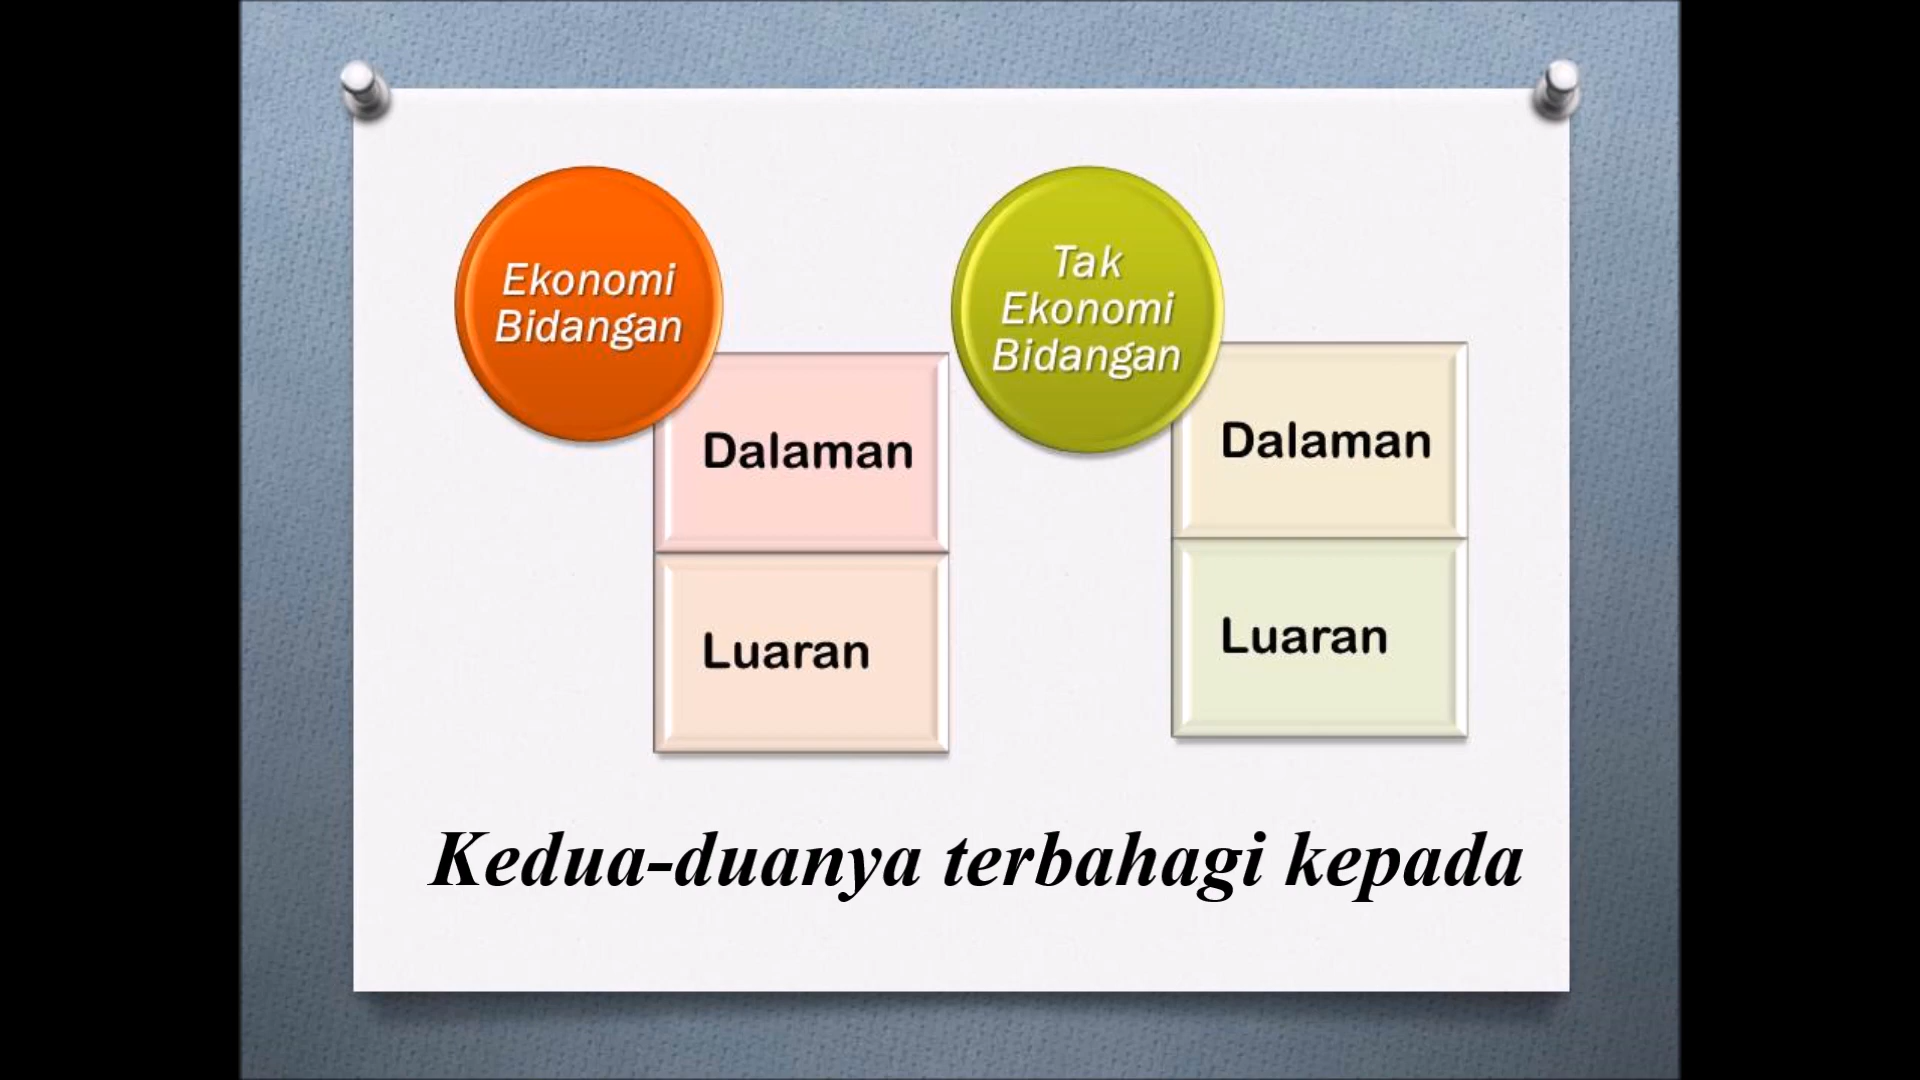 Ekonomi
Bidangan
Dalaman
Luaran
Tak
Ekonomi
Bidangan
Dalaman
Luaran
Kedua-duanya terbahagi kepada